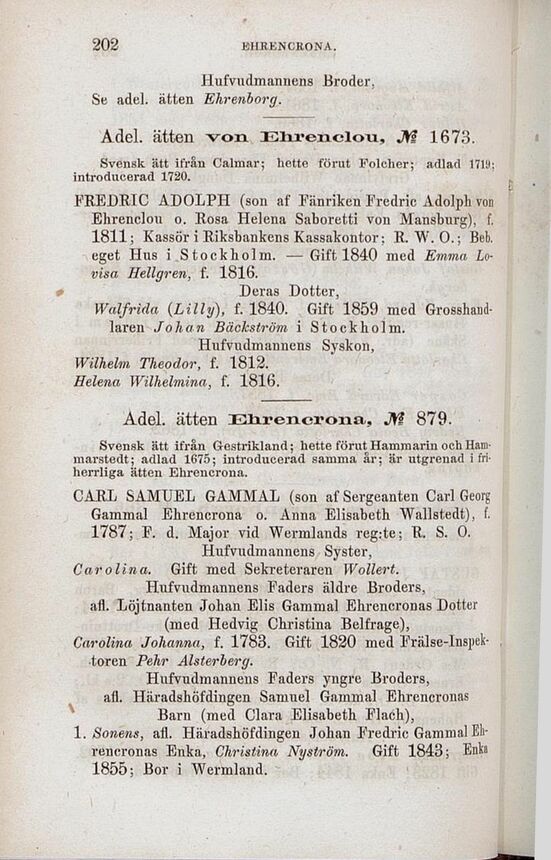 202
EHRENCRONA.
Hufvudmannens Broder,
Se adel. ätten Ehrenborg.
Adel. ätten von Ehrenclou, № 1673.
Svensk ätt ifrån Calmar; hette förut Folcher; adlad 1719;
introducerad 1720.
FREDRIC ADOLPH (son af Fänriken Fredric Adolph von
Ehrenclou o. Rosa Helena Saboretti von Mansburg), f.
1811; Kassör i Riksbankens Kassakontor; R. W. O.; Beb.
eget Hus i Stockholm. — Gift 1840 med Emma Lo-
visa Hellgren, f. 1816.
Deras Dotter,
Walfrida (Lilly), f. 1840. Gift 1859 med Grosshand-
laren Johan Bäckström i Stockholm.
Hufvudmannens Syskon,
Wilhelm Theodor, f. 1812.
Helena Wilhelmina, f. 1816.
Adel. ätten Ehrencrona, № 879.
Svensk ätt ifrån Gestrikland; hette förut Hammarin och Ham-
marstedt; adlad 1675; introducerad samma år; är utgrenad i fri-
herrliga ätten Ehrencrona.
CARL SAMUEL GAMMAL (son af Sergeanten Carl Georg
Gammal Ehrencrona o. Anna Elisabeth Wallstedt), f.
1787; F. d. Major vid Wermlands reg:te; R. S. O.
Hufvudmannens Syster,
Carolina. Gift med Sekreteraren Wollert.
Hufvudmannens Faders äldre Broders,
afl. Löjtnanten Johan Elis Gammal Ehrencronas Dotter
(med Hedvig Christina Belfrage),
Carolina Johanna, f. 1783. Gift 1820 med Frälse-Inspek-
toren Pehr Alsterberg.
Hufvudmannens Faders yngre Broders,
afl. Häradshöfdingen Samuel Gammal Ehrencronas
Barn (med Clara Elisabeth Flach),
1. Sonens, afl. Häradshöfdingen Johan Fredric Gammal Eh-
rencronas Enka, Christina Nyström. Gift 1843; Enka
1855; Bor i Wermland.